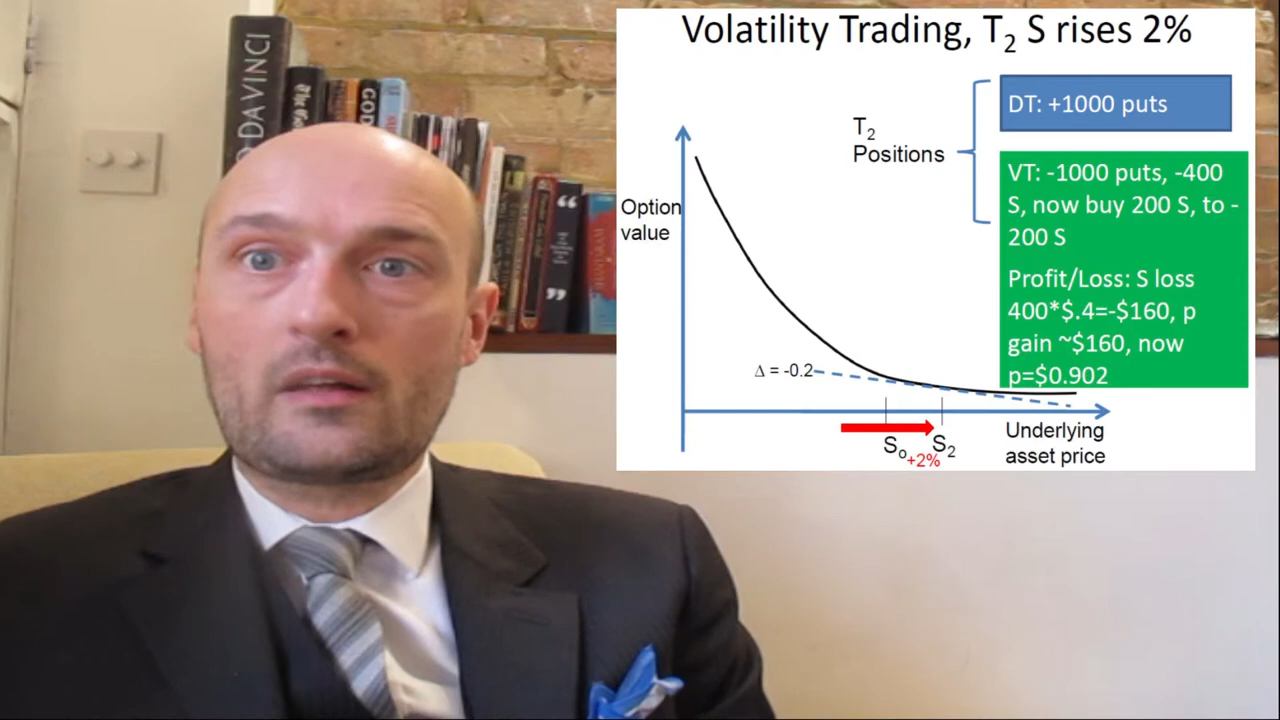 Volatility Trading, T2 S rises 2%
DT: +1000 puts
T2
Positions
VT: -1000 puts, -400
S, now buy 200 S, to -
200 S
Profit/Loss: S loss
400*$.4=-$160, p
gain ~$160, now
p=$0.902
Option
value
Δ = -0.2
So
+2%
S2
Underlying
asset price
DA VINCI
GOD
“
”